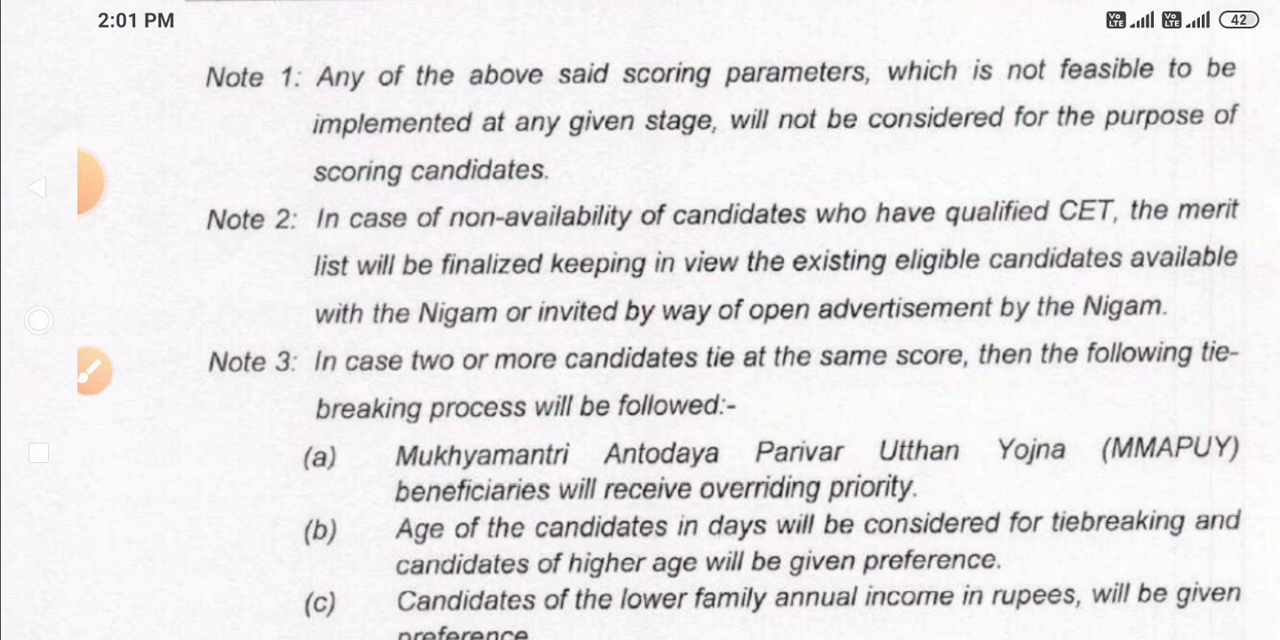 2:01 PM
Vo LTE Vo LTE 42
Note 1: Any of the above said scoring parameters, which is not feasible to be
implemented at any given stage, will not be considered for the purpose of
scoring candidates.
Note 2: In case of non-availability of candidates who have qualified CET, the merit
list will be finalized keeping in view the existing eligible candidates available
with the Nigam or invited by way of open advertisement by the Nigam.
Note 3: In case two or more candidates tie at the same score, then the following tie-
breaking process will be followed:-
(a) Mukhyamantri Antodaya Parivar Utthan Yojna (MMAPUY)
beneficiaries will receive overriding priority.
(b) Age of the candidates in days will be considered for tiebreaking and
candidates of higher age will be given preference.
(c) Candidates of the lower family annual income in rupees, will be given
preference